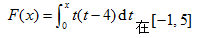 F(x) = ∫₀ˣ t(t−4)dt 在[−1, 5]